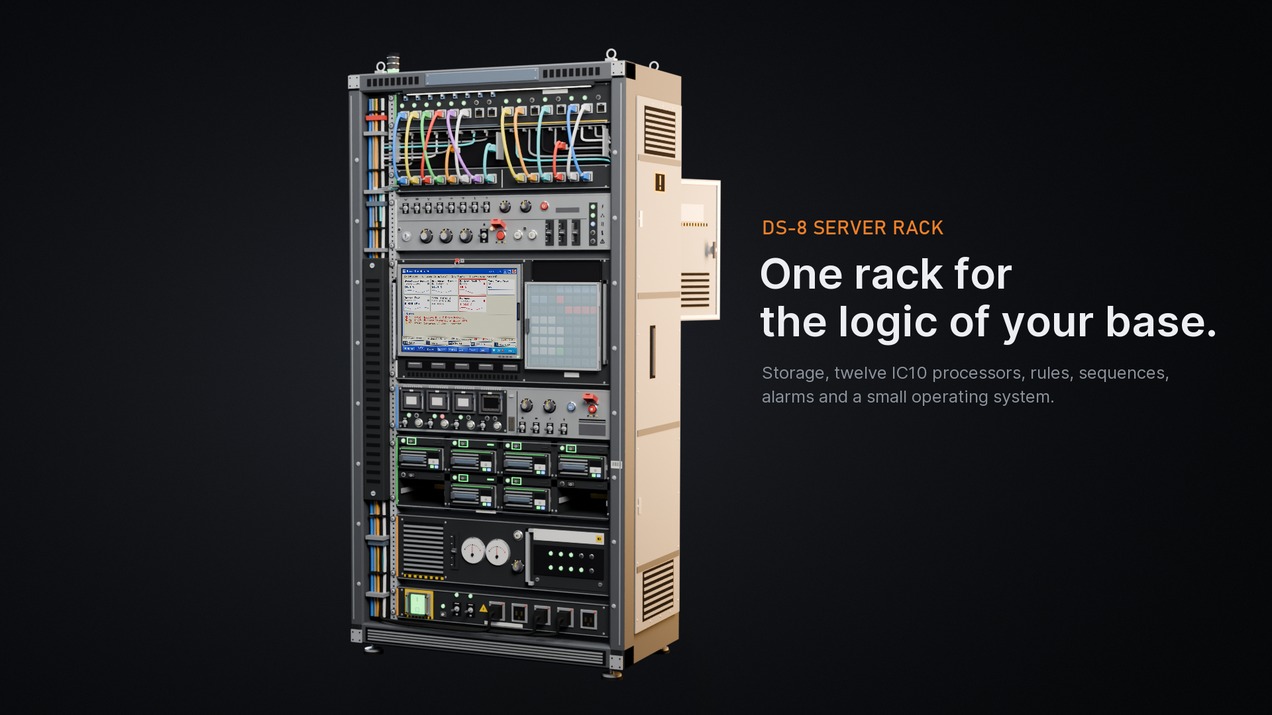 DS-8 SERVER RACK
One rack for
the logic of your base.
Storage, twelve IC10 processors, rules, sequences,
alarms and a small operating system.